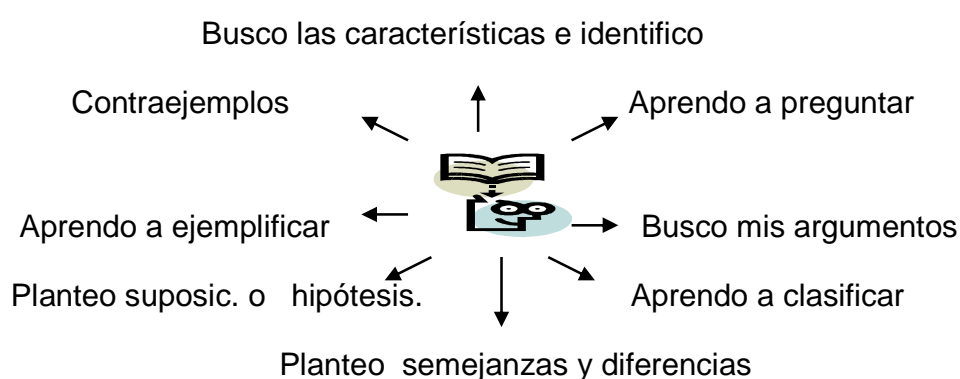 Busco las características e identifico
Contraejemplos
Aprendo a preguntar
Aprendo a ejemplificar
Busco mis argumentos
Planteo suposic. o hipótesis.
Aprendo a clasificar
Planteo semejanzas y diferencias